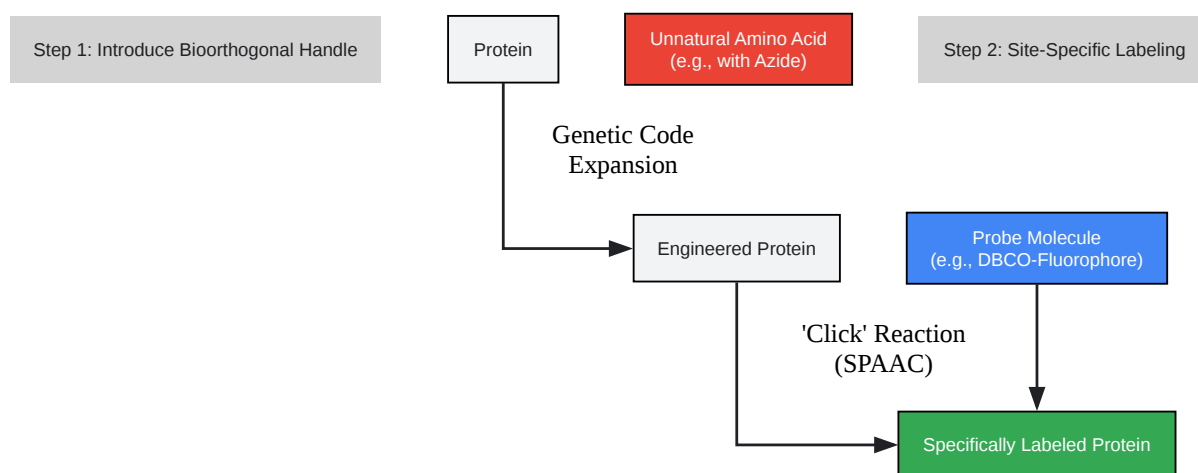 Step 1: Introduce Bioorthogonal Handle
Protein
Unnatural Amino Acid
(e.g., with Azide)
Step 2: Site-Specific Labeling
Genetic Code
Expansion
Engineered Protein
Probe Molecule
(e.g., DBCO-Fluorophore)
'Click' Reaction
(SPAAC)
Specifically Labeled Protein